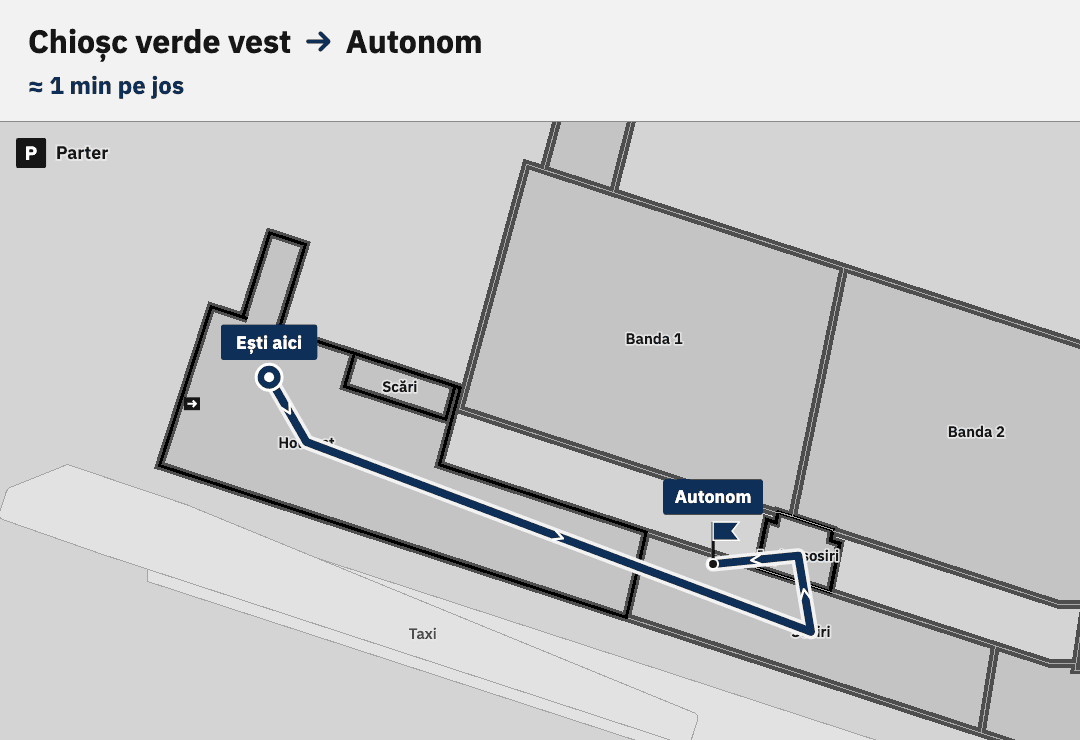 Chioșc verde vest → Autonom
≈ 1 min pe jos
P Parter
Ești aici
Banda 1
Scări
Banda 2
Autonom
Taxi